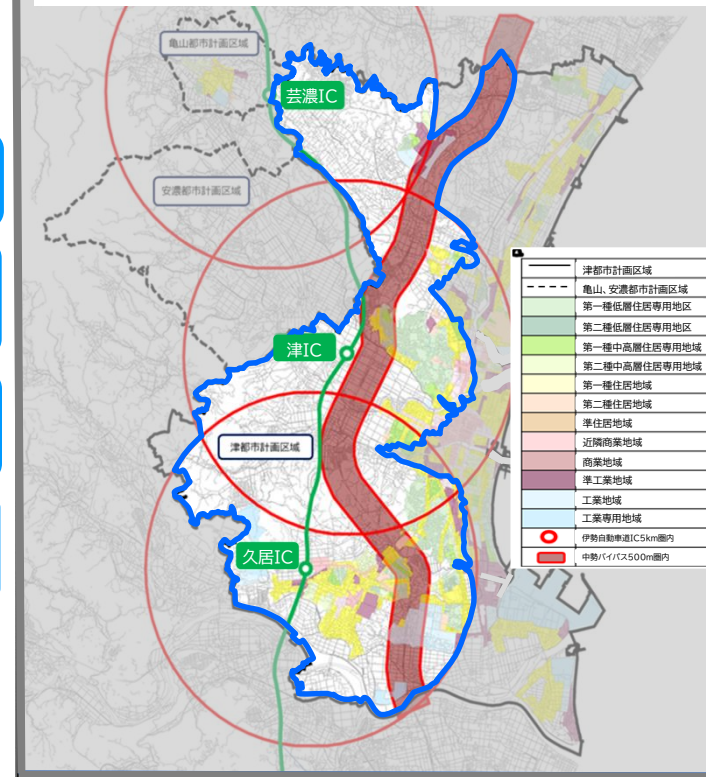 亀山都市計画区域
芸濃IC
安濃都市計画区域
津IC
津都市計画区域
久居IC
津都市計画区域
亀山、安濃都市計画区域
第一種低層住居専用地区
第二種低層住居専用地区
第一種中高層住居専用地域
第二種中高層住居専用地域
第一種住居地域
第二種住居地域
準住居地域
近隣商業地域
商業地域
準工業地域
工業地域
工業専用地域
伊勢自動車道IC5km圏内
中勢バイパス500m圏内